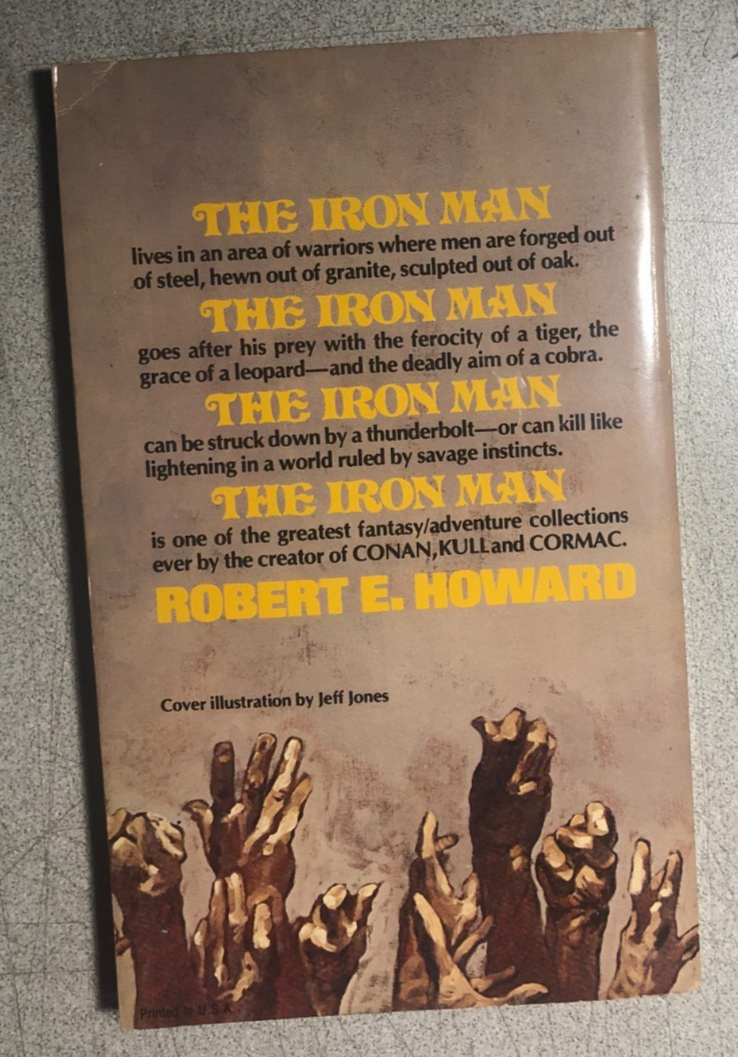 THE IRON MAN
lives in an area of warriors where men are forged out
of steel, hewn out of granite, sculpted out of oak.
THE IRON MAN
goes after his prey with the ferocity of a tiger, the
grace of a leopard—and the deadly aim of a cobra.
THE IRON MAN
can be struck down by a thunderbolt—or can kill like
lightening in a world ruled by savage instincts.
THE IRON MAN
is one of the greatest fantasy/adventure collections
ever by the creator of CONAN, KULL and CORMAC.
ROBERT E. HOWARD
Cover illustration by Jeff Jones
Printed in U.S.A.